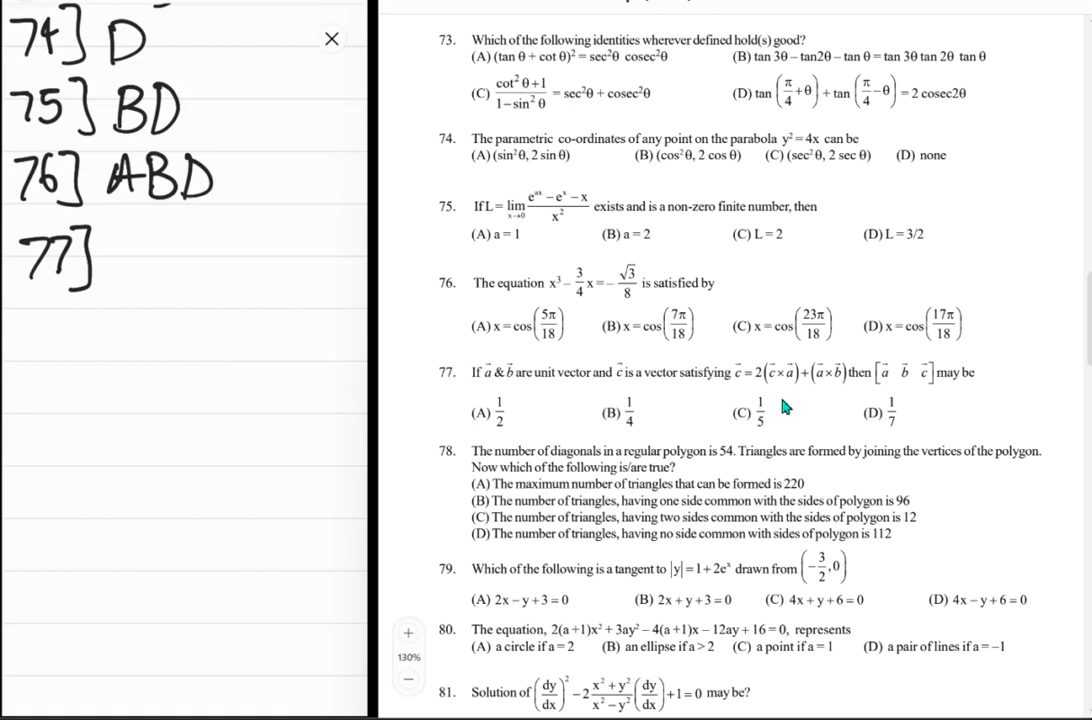 74] D
75] BD
76] ABD
77]
73. Which of the following identities wherever defined hold(s) good?
(A) (tan θ + cot θ)² = sec²θ cosec²θ (B) tan 3θ – tan2θ – tan θ = tan 3θ tan 2θ tan θ
(C) (cot² θ+1)/(1–sin² θ) = sec²θ + cosec²θ (D) tan(π/4 + θ) + tan(π/4 – θ) = 2 cosec2θ
74. The parametric co-ordinates of any point on the parabola y² = 4x can be
(A) (sin²θ, 2 sin θ) (B) (cos²θ, 2 cos θ) (C) (sec²θ, 2 sec θ) (D) none
75. If L = lim x→0 (e^ax – e^x – x)/x² exists and is a non-zero finite number, then
(A) a = 1 (B) a = 2 (C) L = 2 (D) L = 3/2
76. The equation x³ – 3/4 x = – √3/8 is satisfied by
(A) x = cos(5π/18) (B) x = cos(7π/18) (C) x = cos(23π/18) (D) x = cos(17π/18)
77. If a⃗ & b⃗ are unit vector and c⃗ is a vector satisfying c⃗ = 2(c⃗ × a⃗) + (a⃗ × b⃗) then [a⃗ b⃗ c⃗] may be
(A) 1/2 (B) 1/4 (C) 1/5 (D) 1/7
78. The number of diagonals in a regular polygon is 54. Triangles are formed by joining the vertices of the polygon.
Now which of the following is/are true?
(A) The maximum number of triangles that can be formed is 220
(B) The number of triangles, having one side common with the sides of polygon is 96
(C) The number of triangles, having two sides common with the sides of polygon is 12
(D) The number of triangles, having no side common with sides of polygon is 112
79. Which of the following is a tangent to |y| = 1 + 2e^x drawn from (–3/2, 0)
(A) 2x – y + 3 = 0 (B) 2x + y + 3 = 0 (C) 4x + y + 6 = 0 (D) 4x – y + 6 = 0
80. The equation, 2(a +1)x² + 3ay² – 4(a +1)x – 12ay + 16 = 0, represents
(A) a circle if a = 2 (B) an ellipse if a > 2 (C) a point if a = 1 (D) a pair of lines if a = –1
130%
81. Solution of (dy/dx)² – 2 (x² + y²)/(x² – y²) (dy/dx) + 1 = 0 may be?